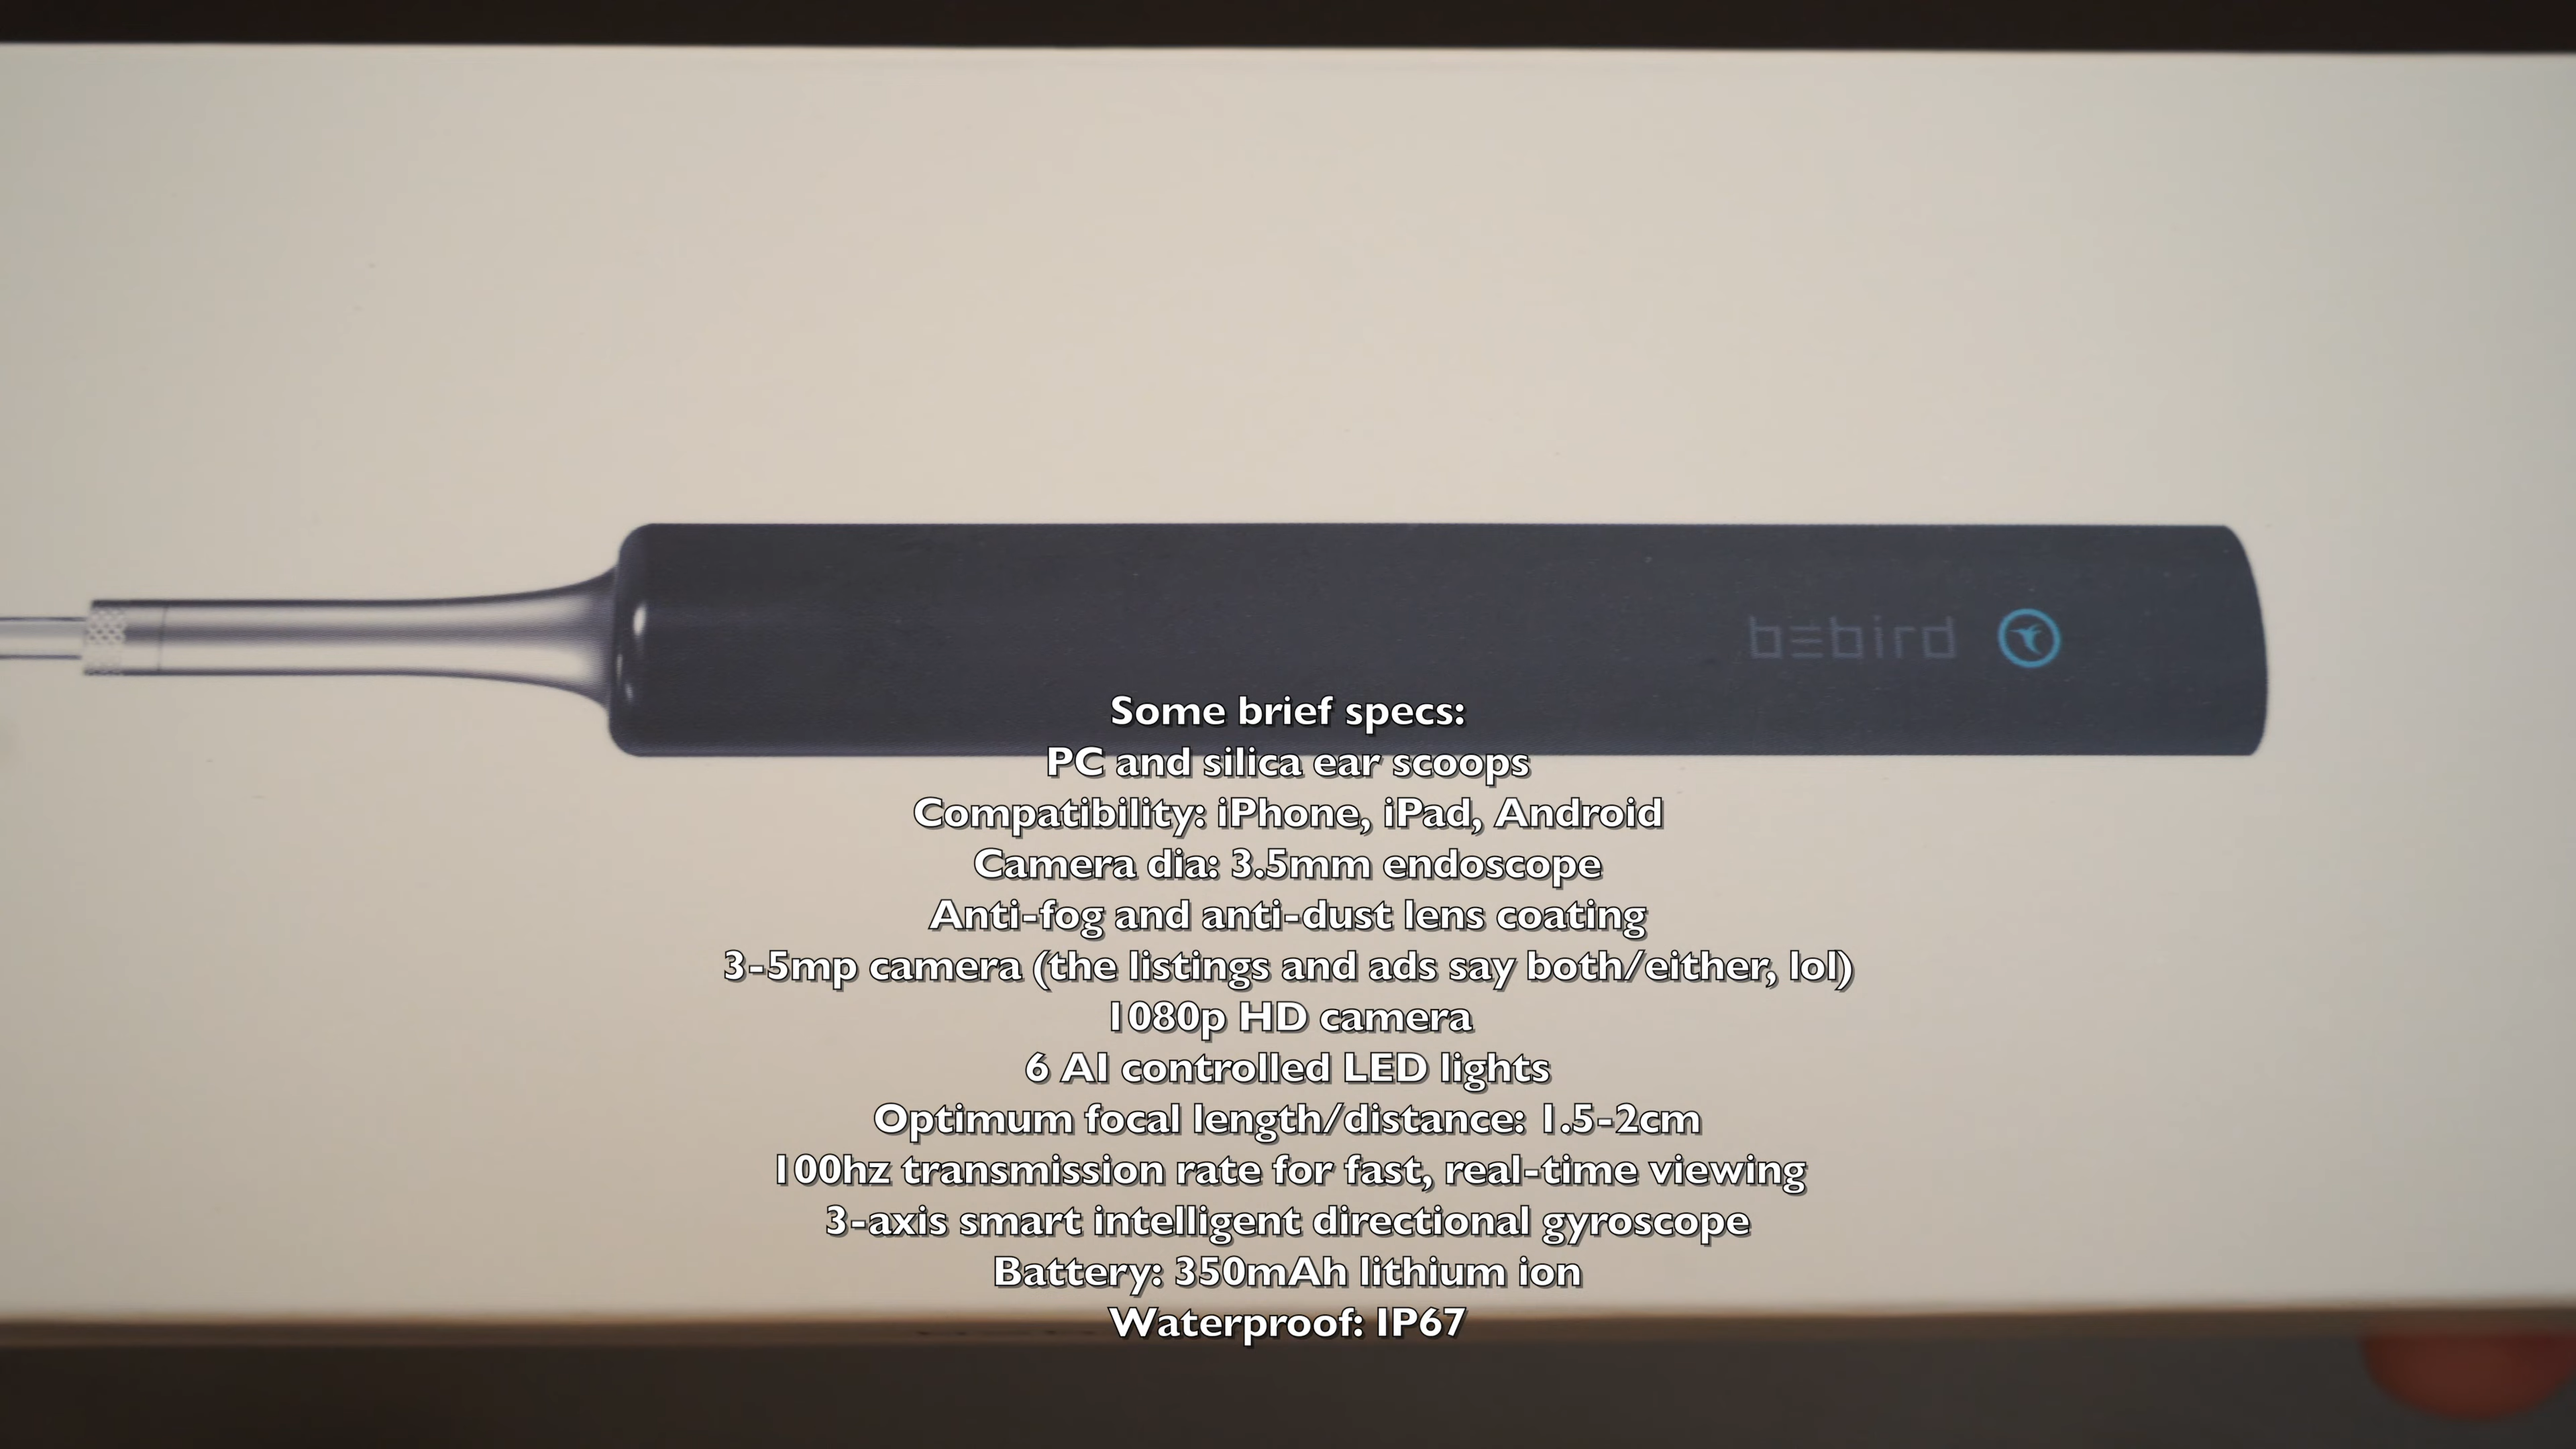 bebird
Some brief specs:
PC and silica ear scoops
Compatibility: iPhone, iPad, Android
Camera dia: 3.5mm endoscope
Anti-fog and anti-dust lens coating
3-5mp camera (the listings and ads say both/either, lol)
1080p HD camera
6 AI controlled LED lights
Optimum focal length/distance: 1.5-2cm
100hz transmission rate for fast, real-time viewing
3-axis smart intelligent directional gyroscope
Battery: 350mAh lithium ion
Waterproof: IP67